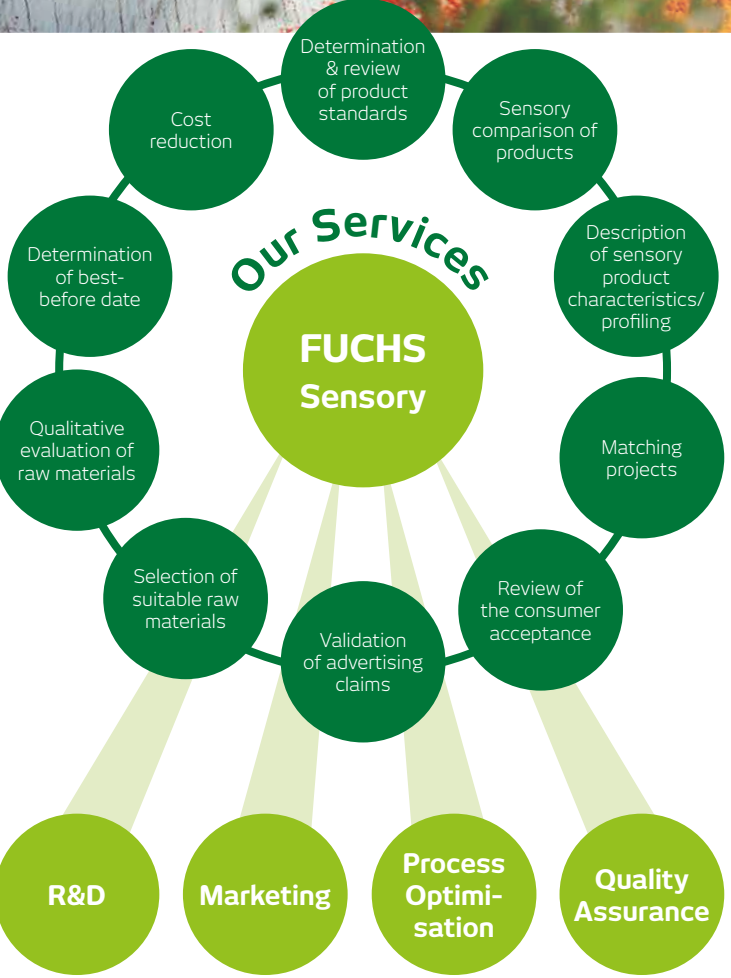 Determination
& review
of product
standards
Sensory
comparison of
products
Description
of sensory
product
characteristics/
profiling
Matching
projects
Review of
the consumer
acceptance
Validation
of advertising
claims
Selection of
suitable raw
materials
Qualitative
evaluation of
raw materials
Determination
of best-
before date
Cost
reduction
Our Services
FUCHS
Sensory
R&D
Marketing
Process
Optimi-
sation
Quality
Assurance